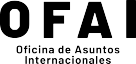 OFAI
Oficina de Asuntos
Internacionales